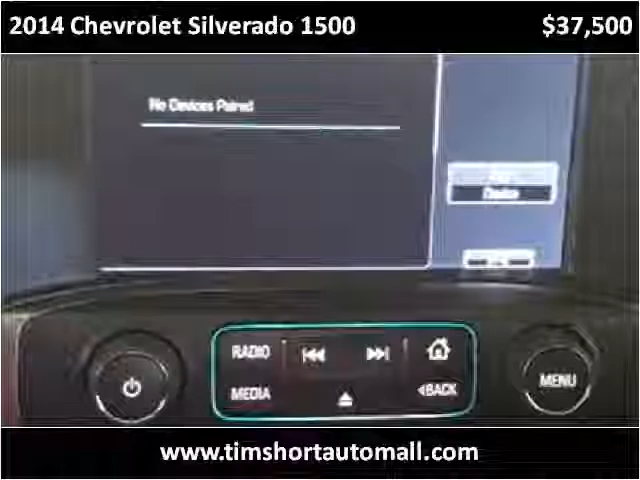 2014 Chevrolet Silverado 1500 $37,500
No Devices Paired
Device
RADIO
MEDIA
BACK
MENU
www.timshortautomall.com